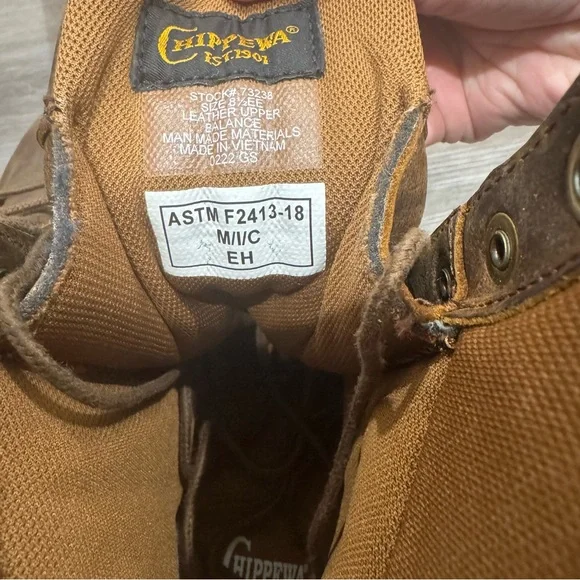 CHIPPEWA®
EST. 1901
STOCK# 73238
SIZE 8½EE
LEATHER UPPER
BALANCE
MAN MADE MATERIALS
MADE IN VIETNAM
0222 GS
ASTM F2413-18
M/I/C
EH
CHIPPEWA